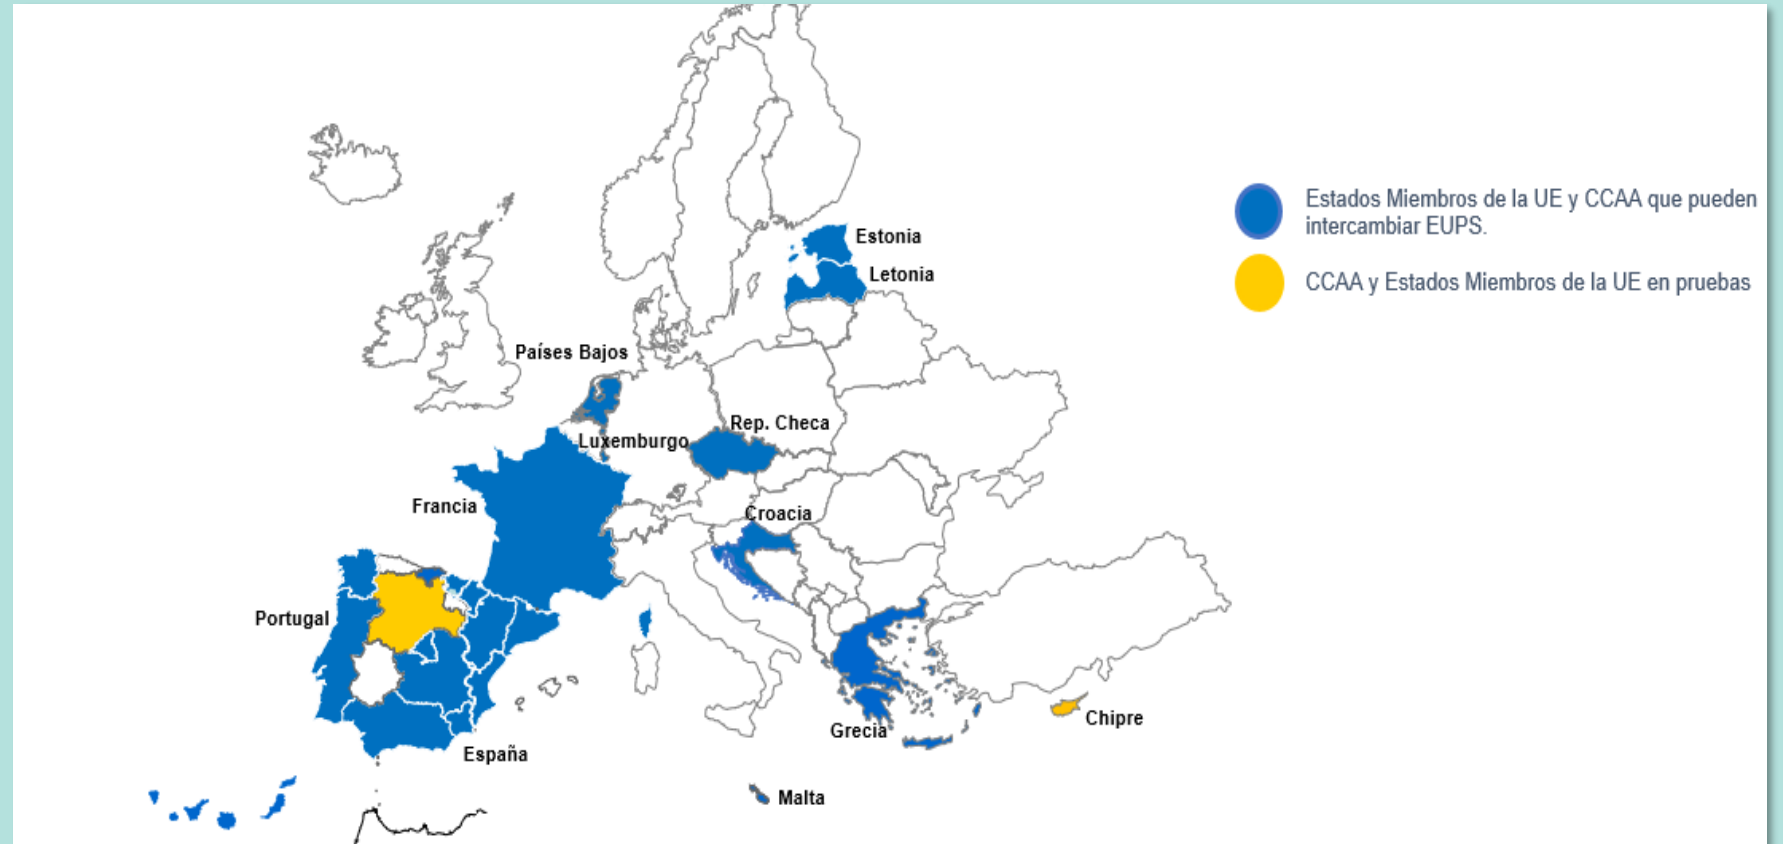 Estonia
Letonia
Países Bajos
Rep. Checa
Luxemburgo
Francia
Croacia
Portugal
Grecia
Chipre
España
Malta
Estados Miembros de la UE y CCAA que pueden
intercambiar EUPS.
CCAA y Estados Miembros de la UE en pruebas